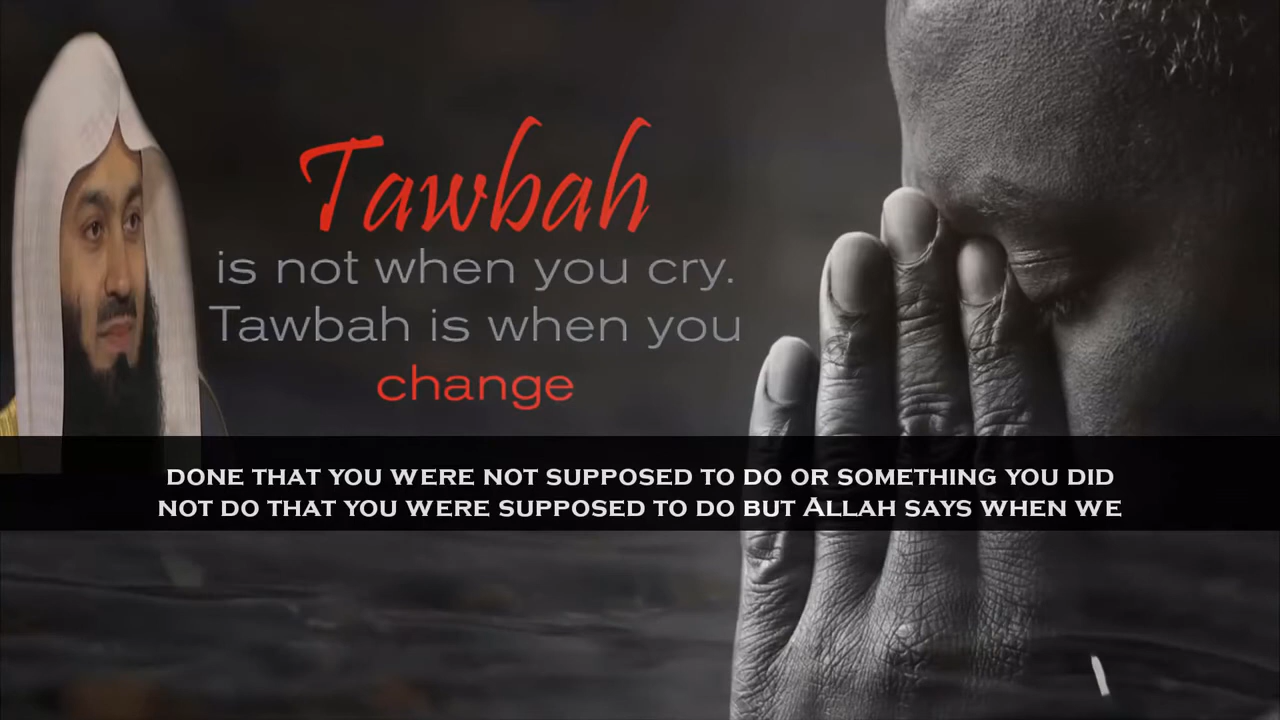 Tawbah
is not when you cry.
Tawbah is when you
change
DONE THAT YOU WERE NOT SUPPOSED TO DO OR SOMETHING YOU DID
NOT DO THAT YOU WERE SUPPOSED TO DO BUT ALLAH SAYS WHEN WE